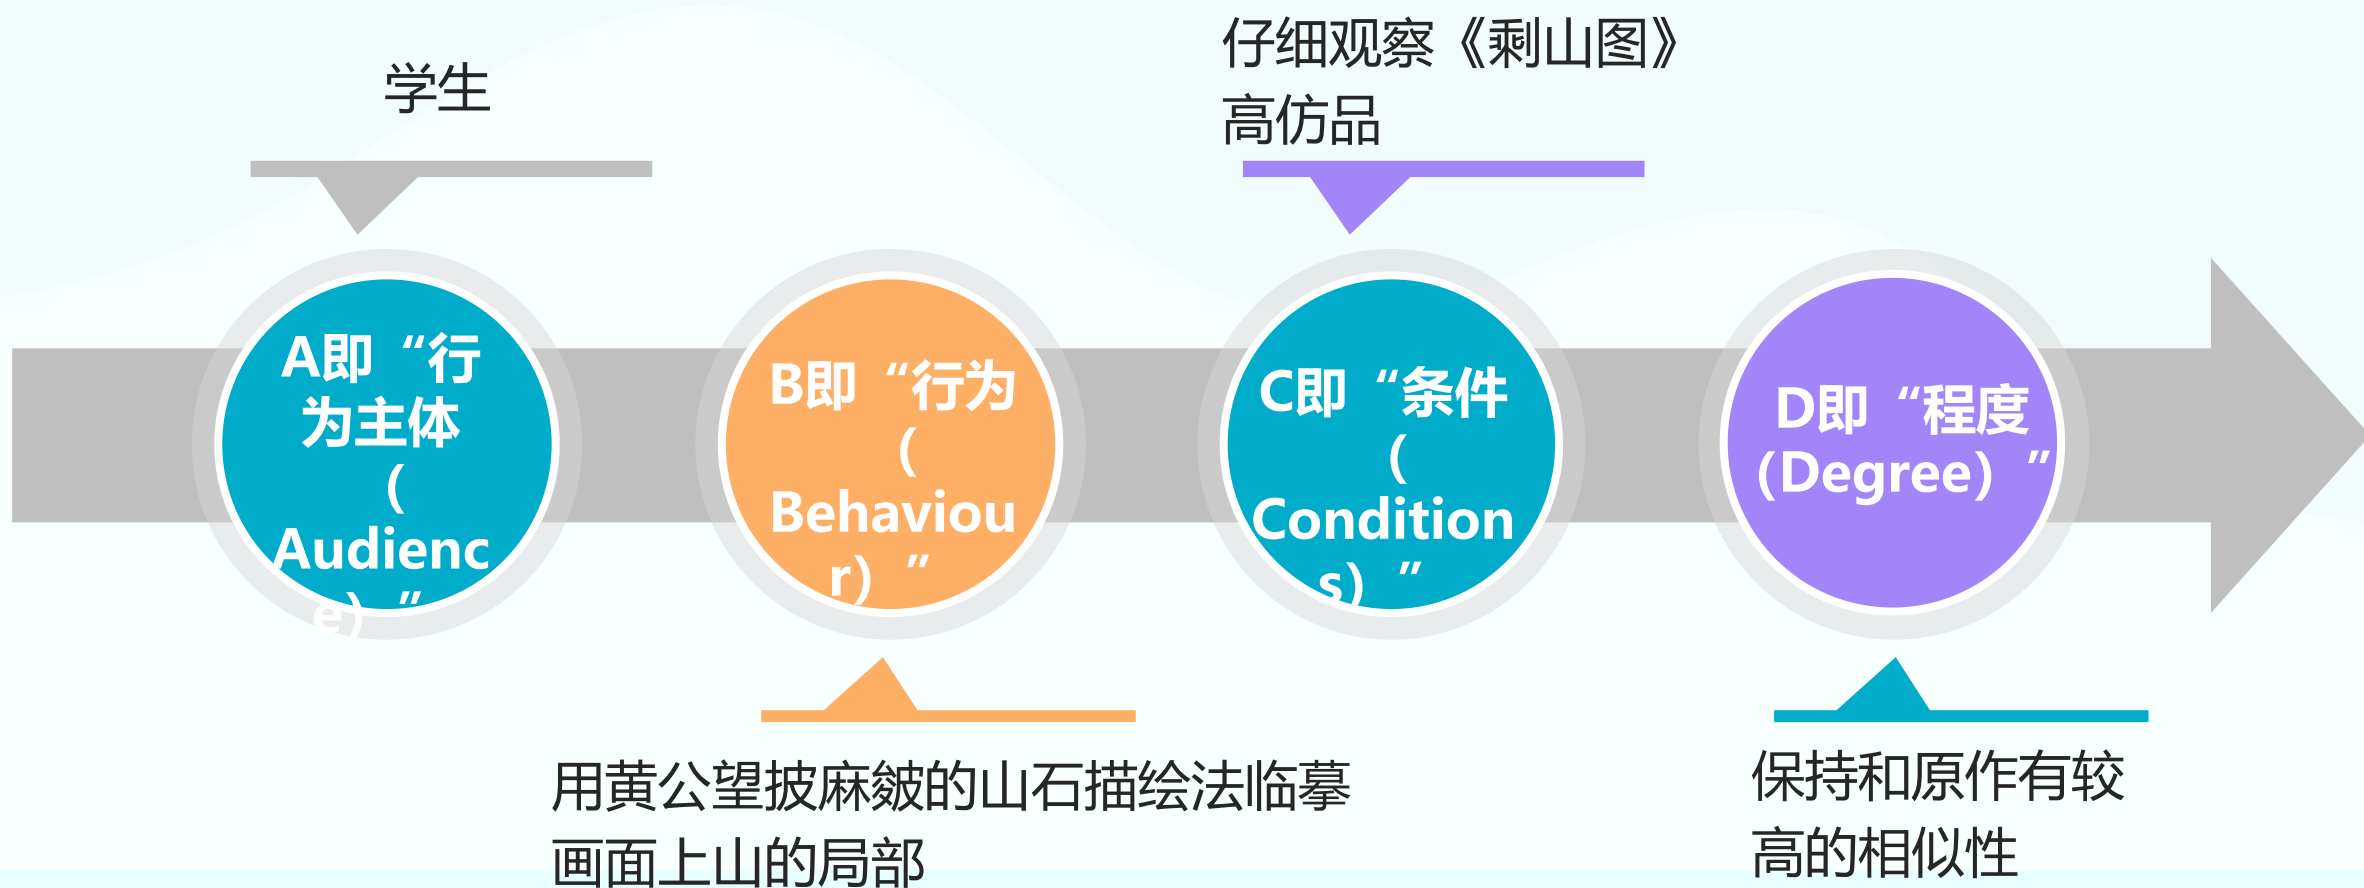 学生
仔细观察《剩山图》
高仿品
A即“行
为主体
（
Audienc
e）”
B即“行为
（
Behaviou
r）”
C即“条件
（
Condition
s）”
D即“程度
（Degree）”
用黄公望披麻皴的山石描绘法临摹
画面上山的局部
保持和原作有较
高的相似性